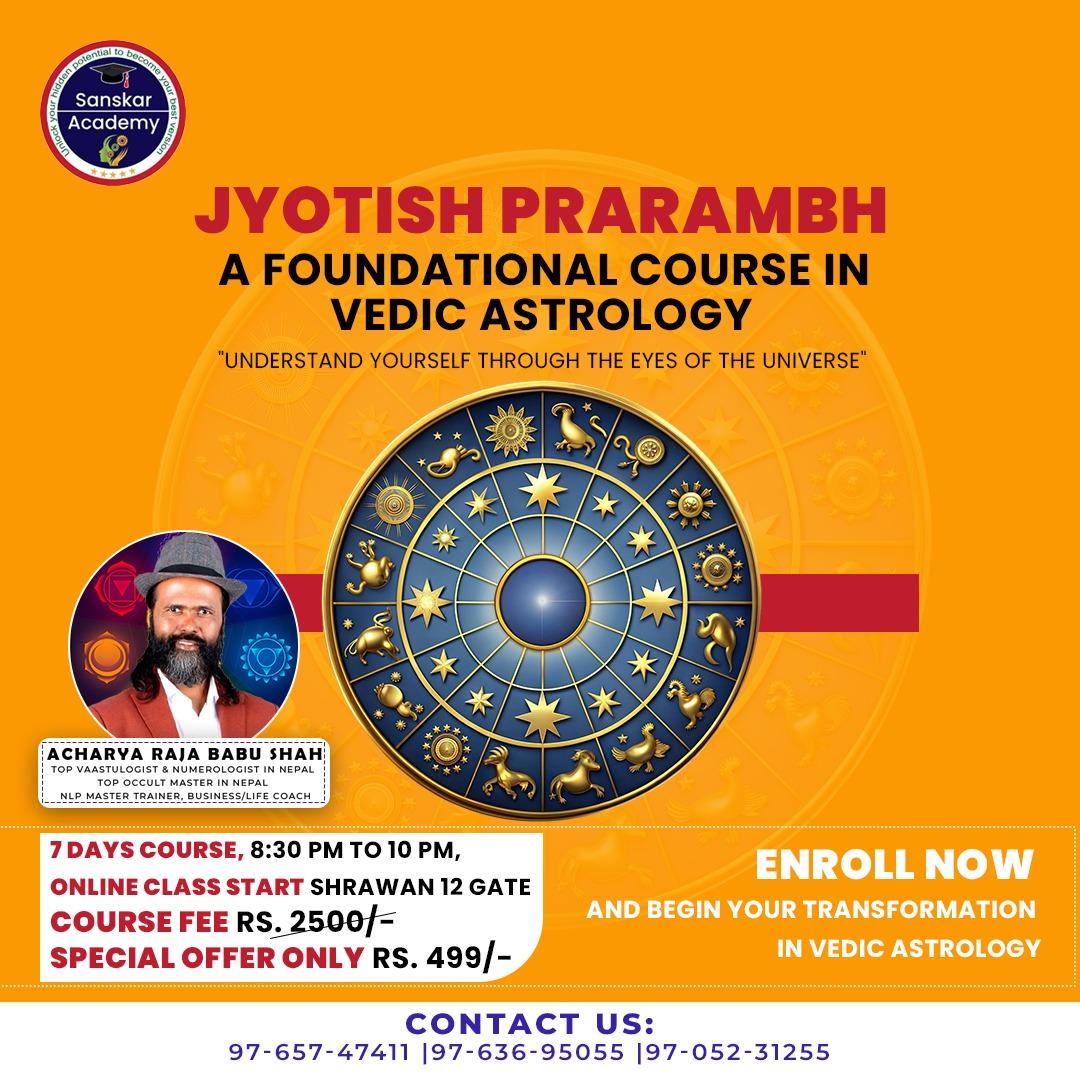 Unlock your hidden potential to become your best version
Sanskar
Academy
JYOTISH PRARAMBH
A FOUNDATIONAL COURSE IN
VEDIC ASTROLOGY
"UNDERSTAND YOURSELF THROUGH THE EYES OF THE UNIVERSE"
ACHARYA RAJA BABU SHAH
TOP VAASTULOGIST & NUMEROLOGIST IN NEPAL
TOP OCCULT MASTER IN NEPAL
NLP MASTER TRAINER, BUSINESS/LIFE COACH
7 DAYS COURSE, 8:30 PM TO 10 PM,
ONLINE CLASS START SHRAWAN 12 GATE
COURSE FEE RS. 2500/-
SPECIAL OFFER ONLY RS. 499/-
ENROLL NOW
AND BEGIN YOUR TRANSFORMATION
IN VEDIC ASTROLOGY
CONTACT US:
97-657-47411 |97-636-95055 |97-052-31255